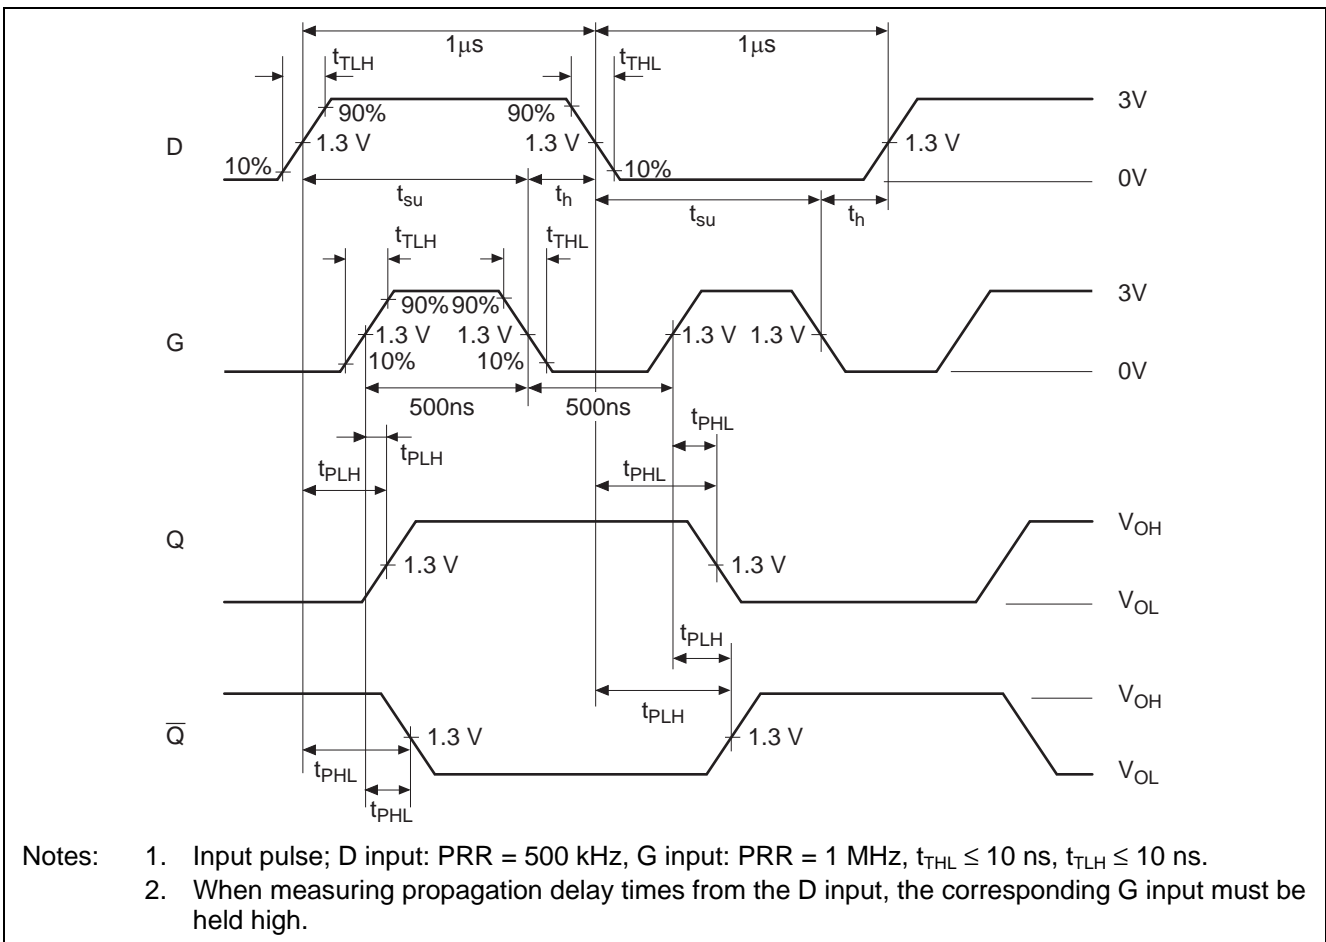 1μs 1μs
tTLH tTHL
90% 90% 3V
D 1.3 V 1.3 V 1.3 V
10% 10% 0V
tsu th tsu th
tTLH tTHL
90% 90% 3V
G 1.3 V 1.3 V 1.3 V 1.3 V
10% 10% 0V
500ns 500ns
tPHL
tPLH
tPLH tPHL
Q VOH
1.3 V 1.3 V
VOL
tPLH
VOH
tPLH
Q̅ 1.3 V 1.3 V
tPHL VOL
tPHL
Notes: 1. Input pulse; D input: PRR = 500 kHz, G input: PRR = 1 MHz, tTHL ≤ 10 ns, tTLH ≤ 10 ns.
2. When measuring propagation delay times from the D input, the corresponding G input must be
held high.